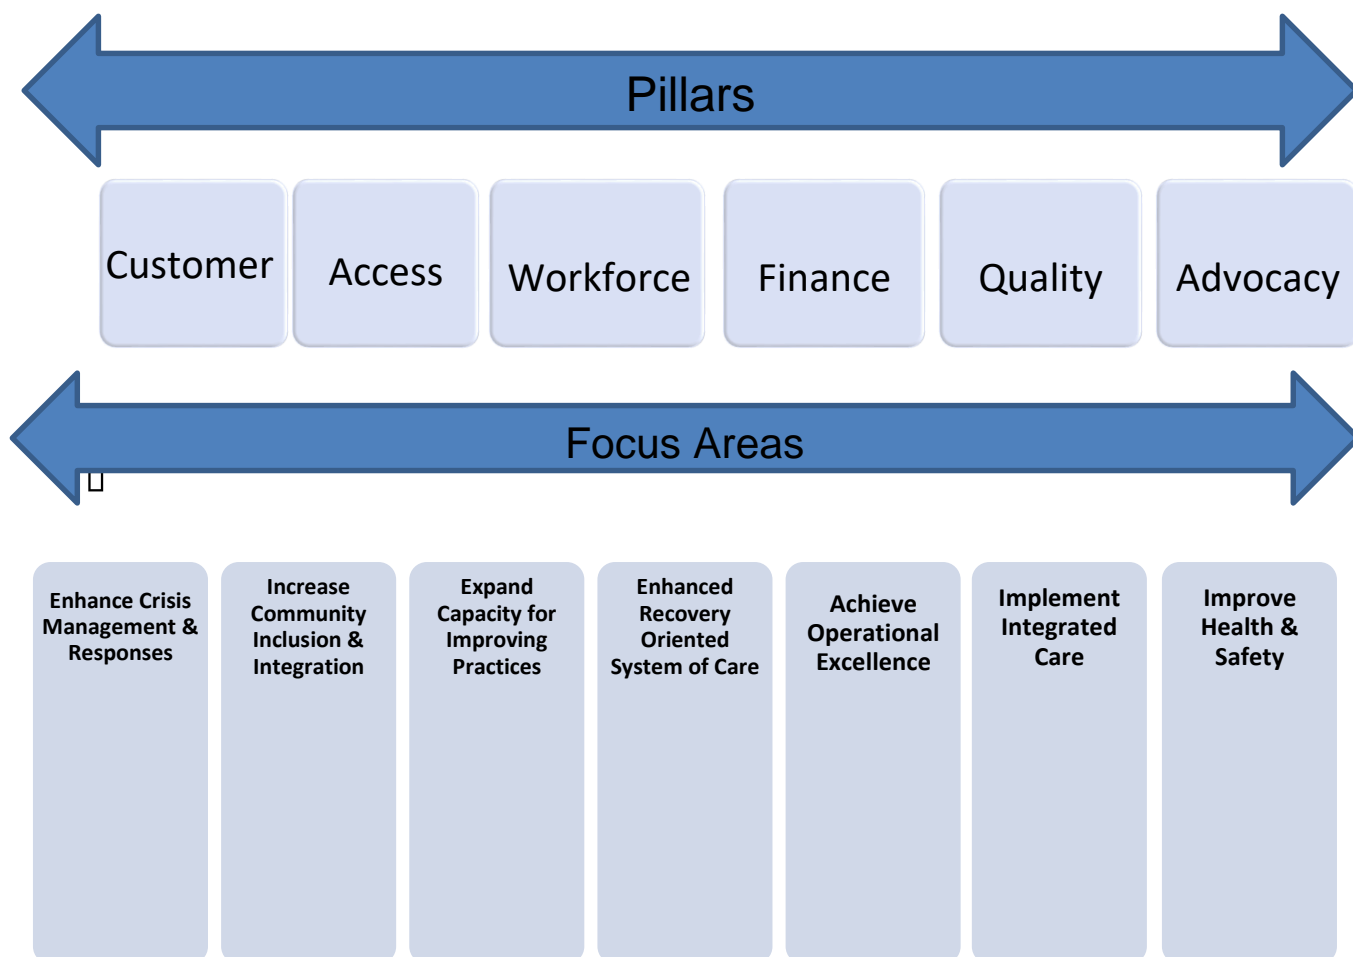 Pillars
Customer
Access
Workforce
Finance
Quality
Advocacy
Focus Areas
Enhance Crisis
Management &
Responses
Increase
Community
Inclusion &
Integration
Expand
Capacity for
Improving
Practices
Enhanced
Recovery
Oriented
System of Care
Achieve
Operational
Excellence
Implement
Integrated
Care
Improve
Health &
Safety